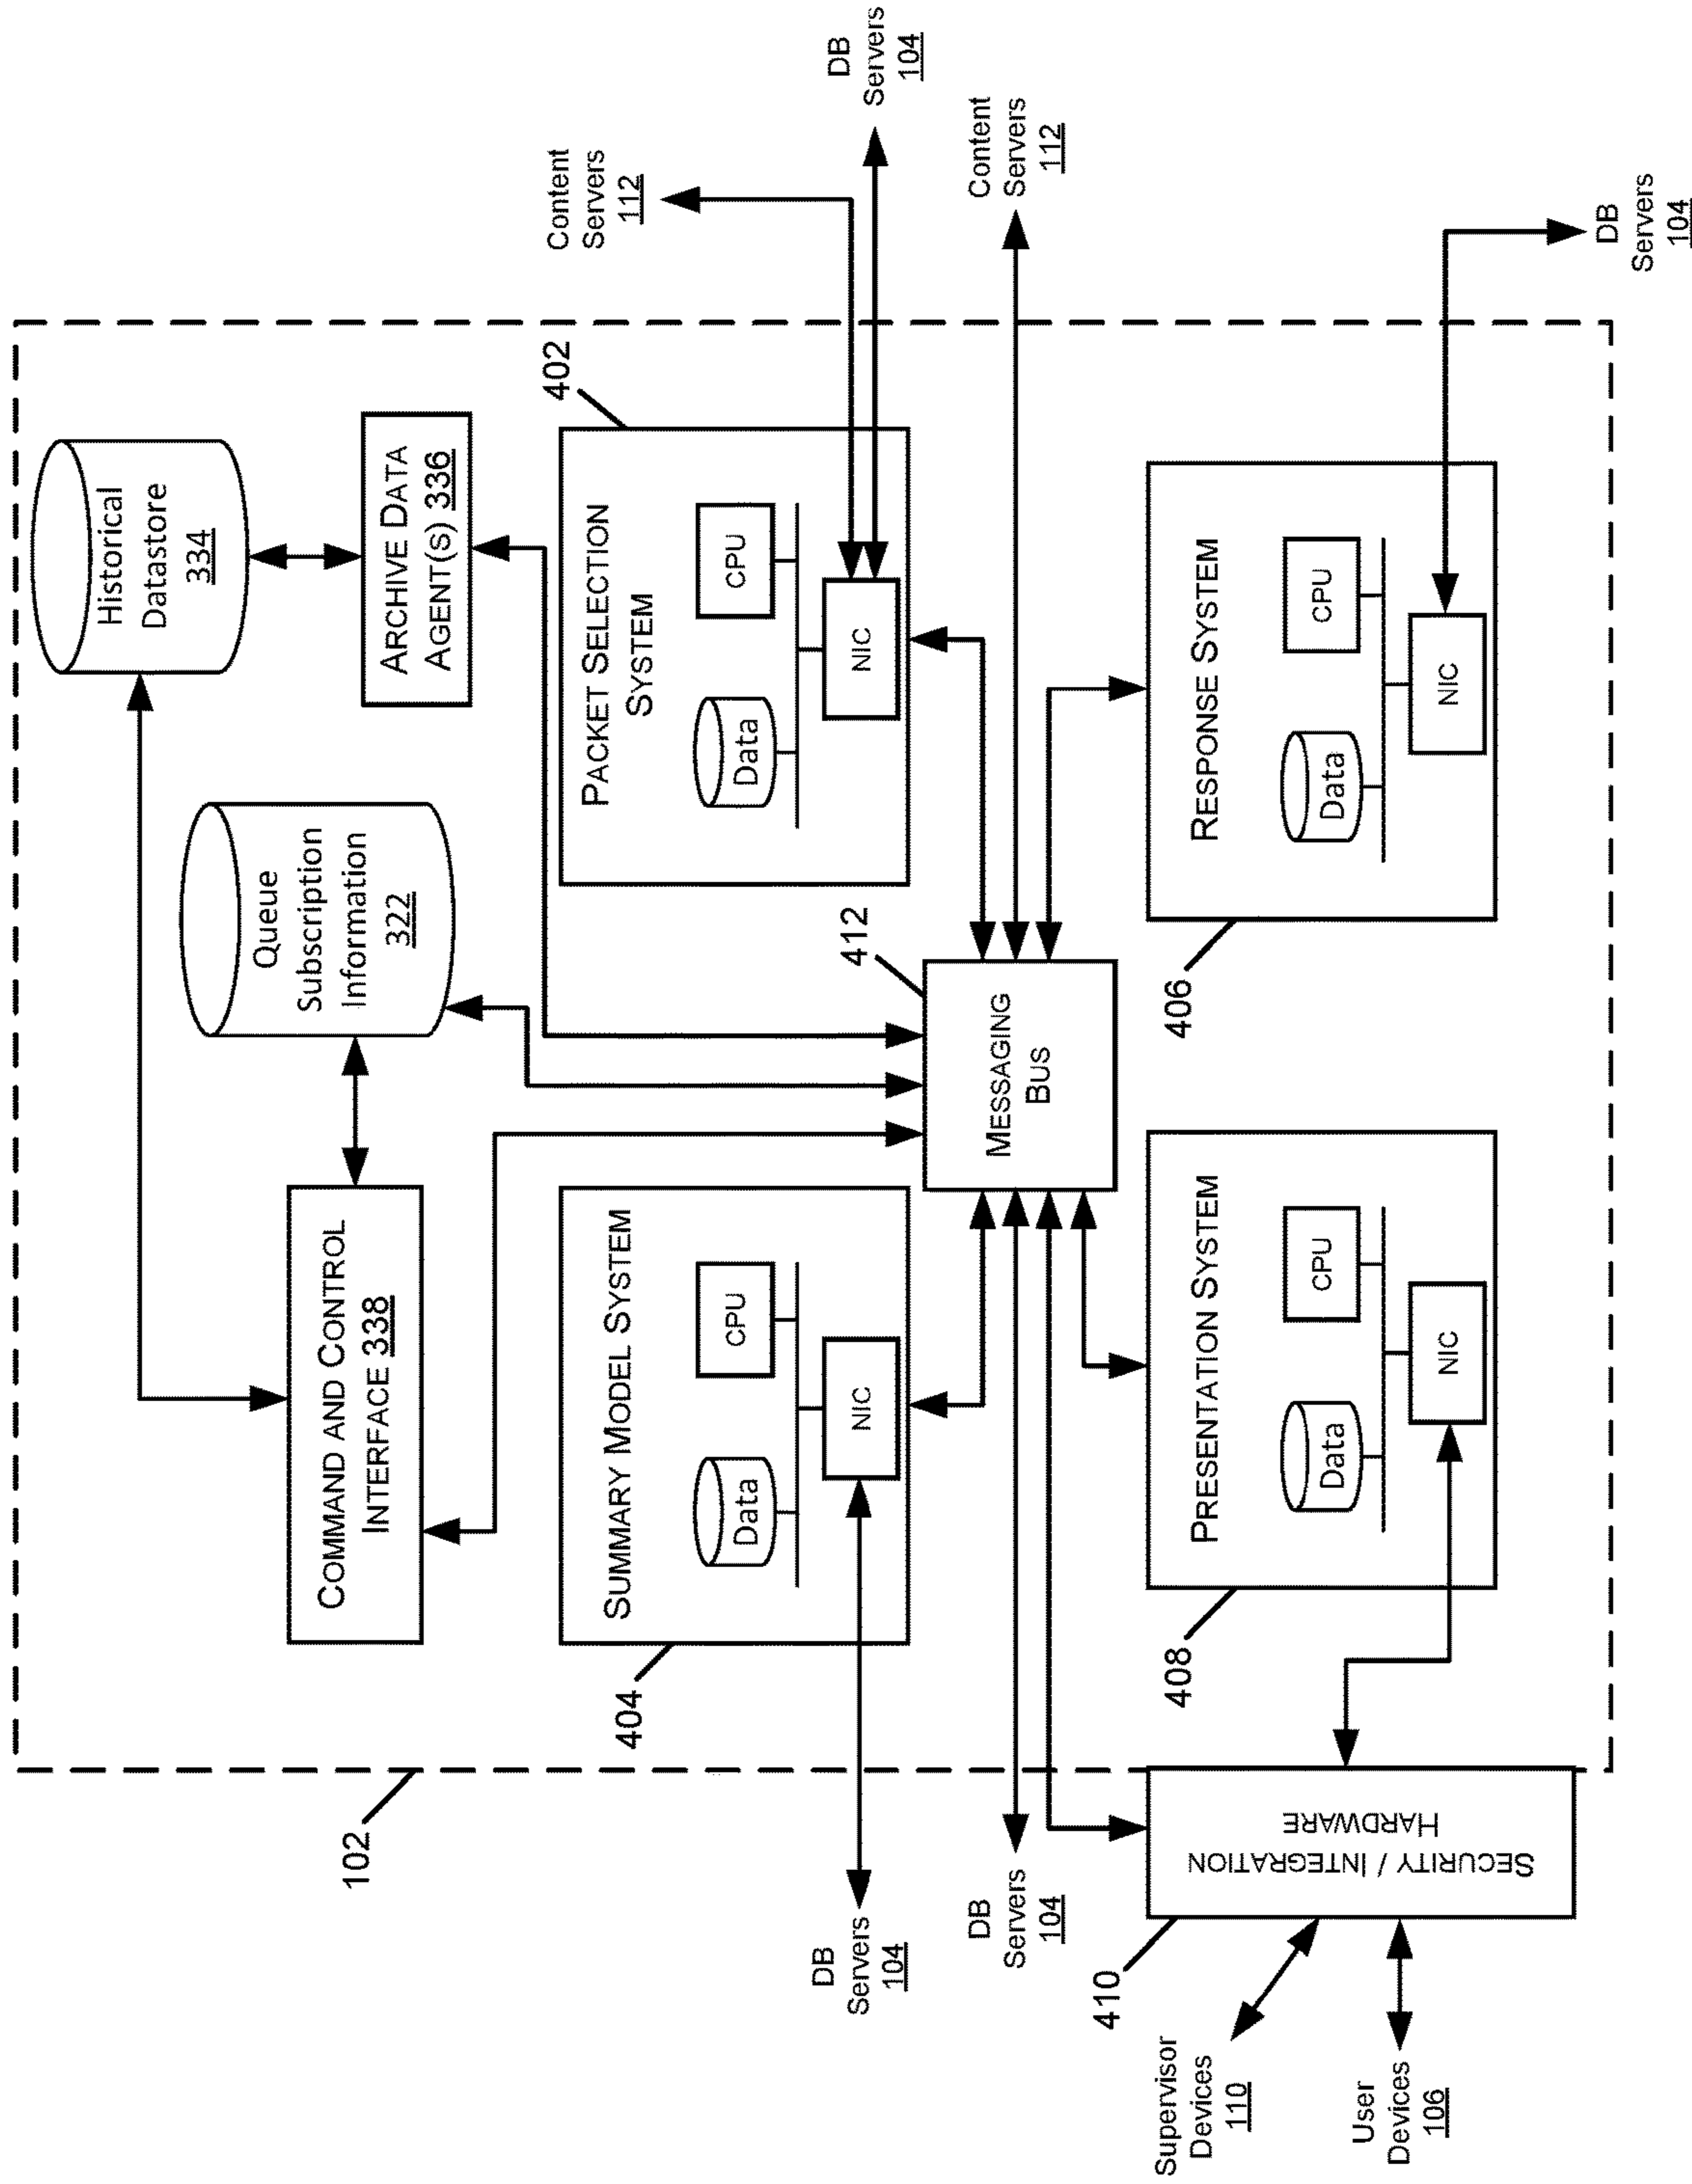 Historical
Datastore
334
Queue
Subscription
Information
322
COMMAND AND CONTROL
INTERFACE 338
ARCHIVE DATA
AGENT(S) 336
402
PACKET SELECTION
SYSTEM
CPU
Data
NIC
Content
Servers
112
DB
Servers
104
404
SUMMARY MODEL SYSTEM
CPU
Data
NIC
DB
Servers
104
412
MESSAGING
BUS
Content
Servers
112
DB
Servers
104
406
RESPONSE SYSTEM
CPU
Data
NIC
DB
Servers
104
408
PRESENTATION SYSTEM
CPU
Data
NIC
102
410
SECURITY / INTEGRATION
HARDWARE
Supervisor
Devices
110
User
Devices
106